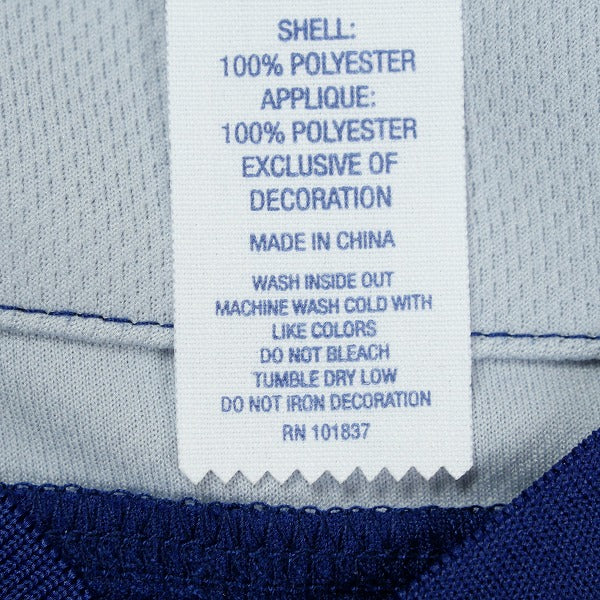 SHELL:
100% POLYESTER
APPLIQUE:
100% POLYESTER
EXCLUSIVE OF
DECORATION
MADE IN CHINA
WASH INSIDE OUT
MACHINE WASH COLD WITH
LIKE COLORS
DO NOT BLEACH
TUMBLE DRY LOW
DO NOT IRON DECORATION
RN 101837